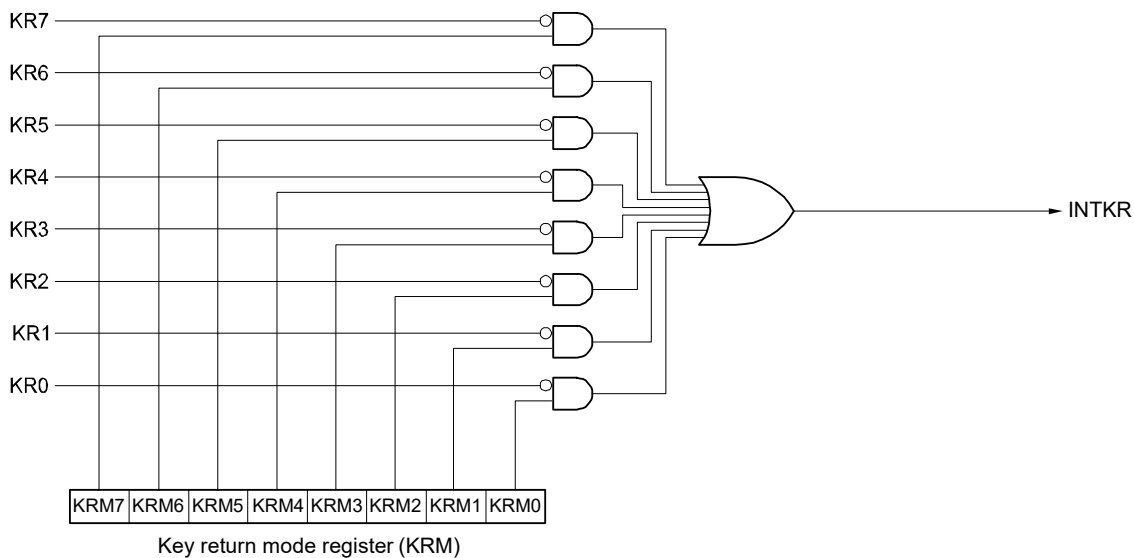 KR7
KR6
KR5
KR4
KR3
KR2
KR1
KR0
INTKR
KRM7 KRM6 KRM5 KRM4 KRM3 KRM2 KRM1 KRM0
Key return mode register (KRM)